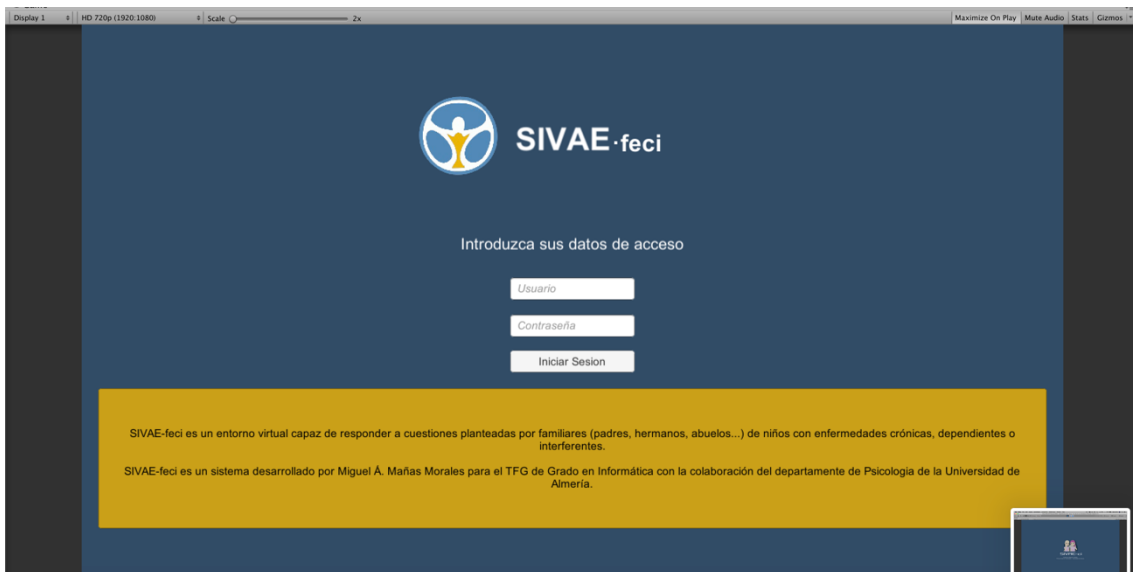 Display 1
HD 720p (1920:1080)
Scale
2x
Maximize On Play
Mute Audio
Stats
Gizmos
SIVAE·feci
Introduzca sus datos de acceso
Usuario
Contraseña
Iniciar Sesion
SIVAE-feci es un entorno virtual capaz de responder a cuestiones planteadas por familiares (padres, hermanos, abuelos...) de niños con enfermedades crónicas, dependientes o
interferentes.
SIVAE-feci es un sistema desarrollado por Miguel Á. Mañas Morales para el TFG de Grado en Informática con la colaboración del departamente de Psicologia de la Universidad de
Almería.